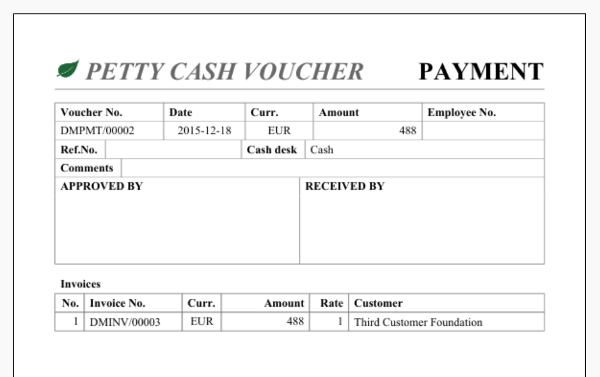 PETTY CASH VOUCHER PAYMENT
Voucher No. Date Curr. Amount Employee No.
DMPMT/00002 2015-12-18 EUR 488
Ref.No. Cash desk Cash
Comments
APPROVED BY RECEIVED BY
Invoices
No. Invoice No. Curr. Amount Rate Customer
1 DMINV/00003 EUR 488 1 Third Customer Foundation